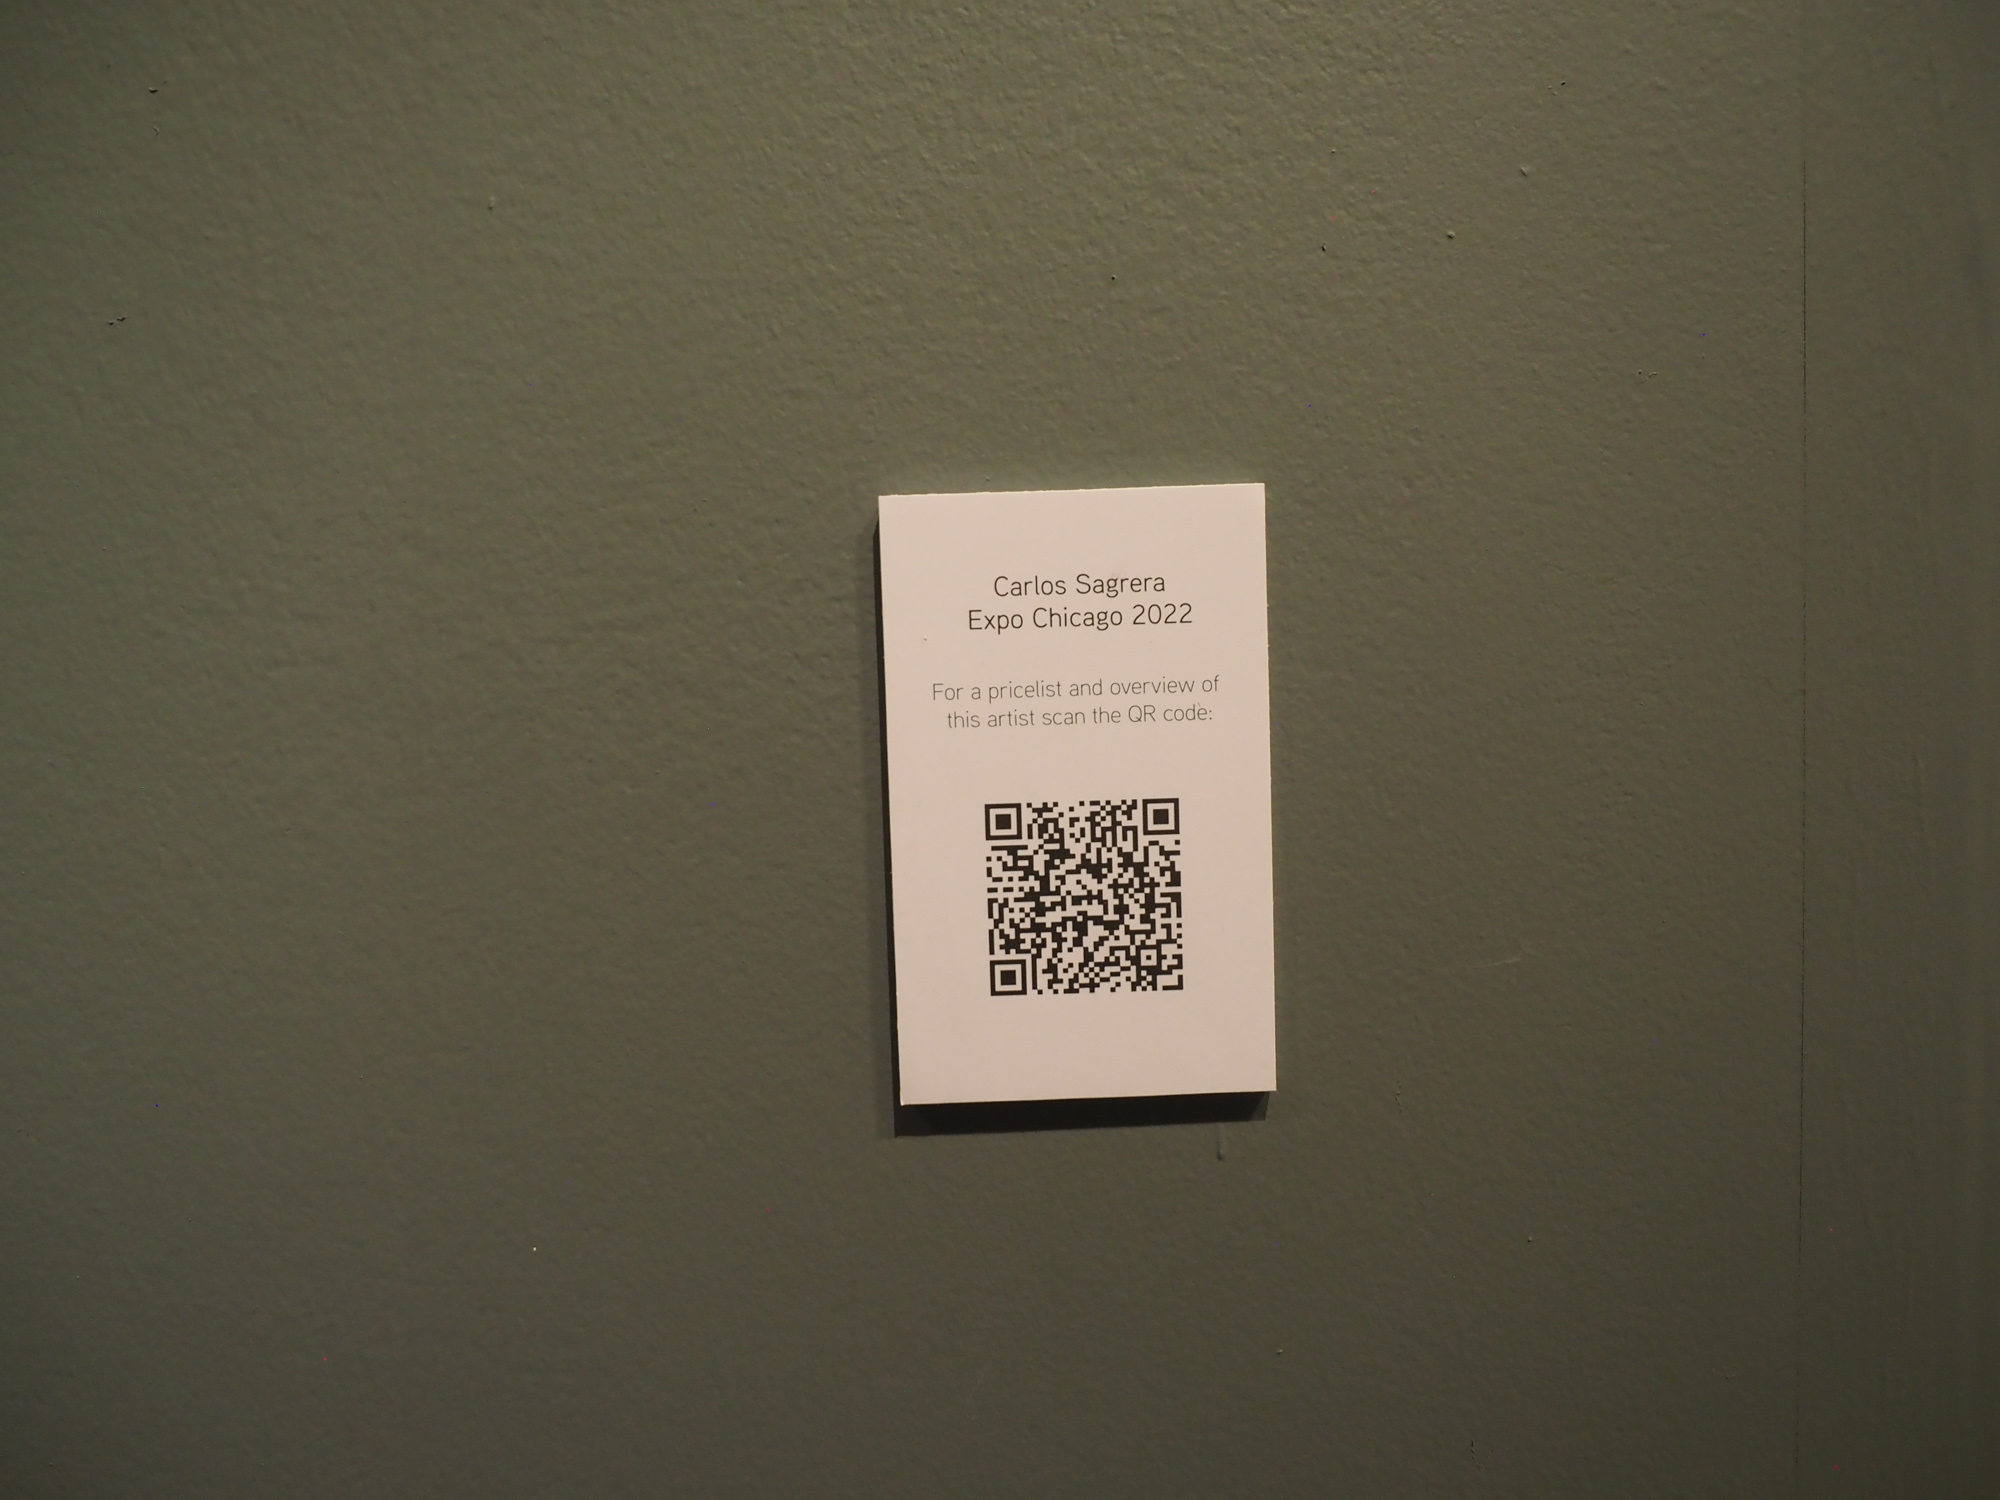 Carlos Sagrera
Expo Chicago 2022
For a pricelist and overview of
this artist scan the QR code: